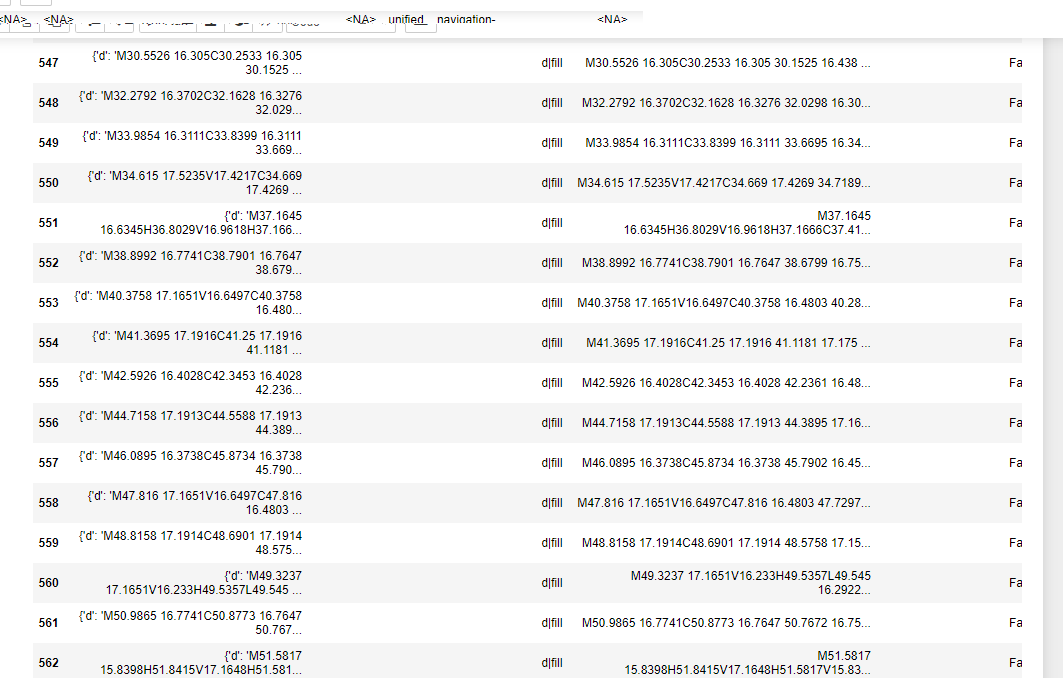 <NA> <NA> <NA> unified_ navigation- <NA>
547 {'d': 'M30.5526 16.305C30.2533 16.305 30.1525 ... d|fill M30.5526 16.305C30.2533 16.305 30.1525 16.438 ... Fa
548 {'d': 'M32.2792 16.3702C32.1628 16.3276 32.029... d|fill M32.2792 16.3702C32.1628 16.3276 32.0298 16.30... Fa
549 {'d': 'M33.9854 16.3111C33.8399 16.3111 33.669... d|fill M33.9854 16.3111C33.8399 16.3111 33.6695 16.34... Fa
550 {'d': 'M34.615 17.5235V17.4217C34.669 17.4269 ... d|fill M34.615 17.5235V17.4217C34.669 17.4269 34.7189... Fa
551 {'d': 'M37.1645 16.6345H36.8029V16.9618H37.166... d|fill M37.1645 16.6345H36.8029V16.9618H37.1666C37.41... Fa
552 {'d': 'M38.8992 16.7741C38.7901 16.7647 38.679... d|fill M38.8992 16.7741C38.7901 16.7647 38.6799 16.75... Fa
553 {'d': 'M40.3758 17.1651V16.6497C40.3758 16.480... d|fill M40.3758 17.1651V16.6497C40.3758 16.4803 40.28... Fa
554 {'d': 'M41.3695 17.1916C41.25 17.1916 41.1181 ... d|fill M41.3695 17.1916C41.25 17.1916 41.1181 17.175 ... Fa
555 {'d': 'M42.5926 16.4028C42.3453 16.4028 42.236... d|fill M42.5926 16.4028C42.3453 16.4028 42.2361 16.48... Fa
556 {'d': 'M44.7158 17.1913C44.5588 17.1913 44.389... d|fill M44.7158 17.1913C44.5588 17.1913 44.3895 17.16... Fa
557 {'d': 'M46.0895 16.3738C45.8734 16.3738 45.790... d|fill M46.0895 16.3738C45.8734 16.3738 45.7902 16.45... Fa
558 {'d': 'M47.816 17.1651V16.6497C47.816 16.4803 ... d|fill M47.816 17.1651V16.6497C47.816 16.4803 47.7297... Fa
559 {'d': 'M48.8158 17.1914C48.6901 17.1914 48.575... d|fill M48.8158 17.1914C48.6901 17.1914 48.5758 17.15... Fa
560 {'d': 'M49.3237 17.1651V16.233H49.5357L49.545 ... d|fill M49.3237 17.1651V16.233H49.5357L49.545 16.2922... Fa
561 {'d': 'M50.9865 16.7741C50.8773 16.7647 50.767... d|fill M50.9865 16.7741C50.8773 16.7647 50.7672 16.75... Fa
562 {'d': 'M51.5817 15.8398H51.8415V17.1648H51.581... d|fill M51.5817 15.8398H51.8415V17.1648H51.5817V15.83... Fa